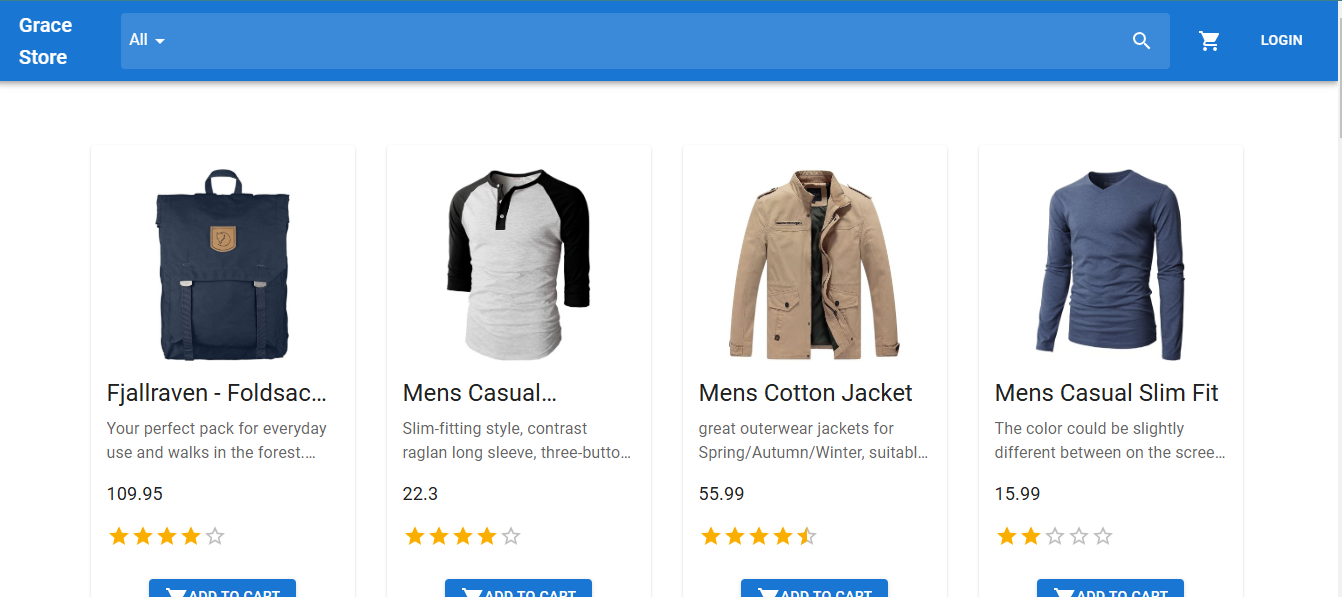 Grace
Store
All
LOGIN
Fjallraven - Foldsac...
Your perfect pack for everyday
use and walks in the forest....
109.95
ADD TO CART
Mens Casual...
Slim-fitting style, contrast
raglan long sleeve, three-butto...
22.3
ADD TO CART
Mens Cotton Jacket
great outerwear jackets for
Spring/Autumn/Winter, suitabl...
55.99
ADD TO CART
Mens Casual Slim Fit
The color could be slightly
different between on the scree...
15.99
ADD TO CART